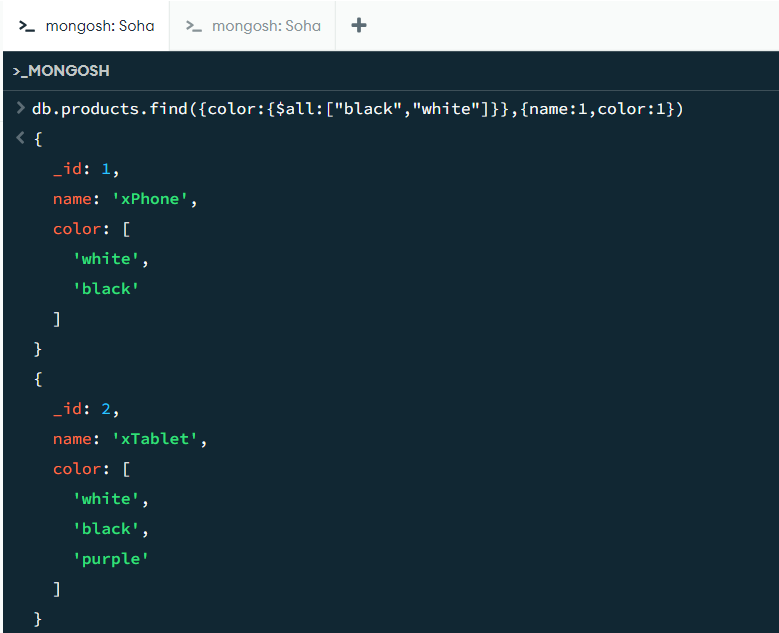 >_ mongosh: Soha >_ mongosh: Soha +
>_MONGOSH
> db.products.find({color:{$all:["black","white"]}},{name:1,color:1})
< {
_id: 1,
name: 'xPhone',
color: [
'white',
'black'
]
}
{
_id: 2,
name: 'xTablet',
color: [
'white',
'black',
'purple'
]
}